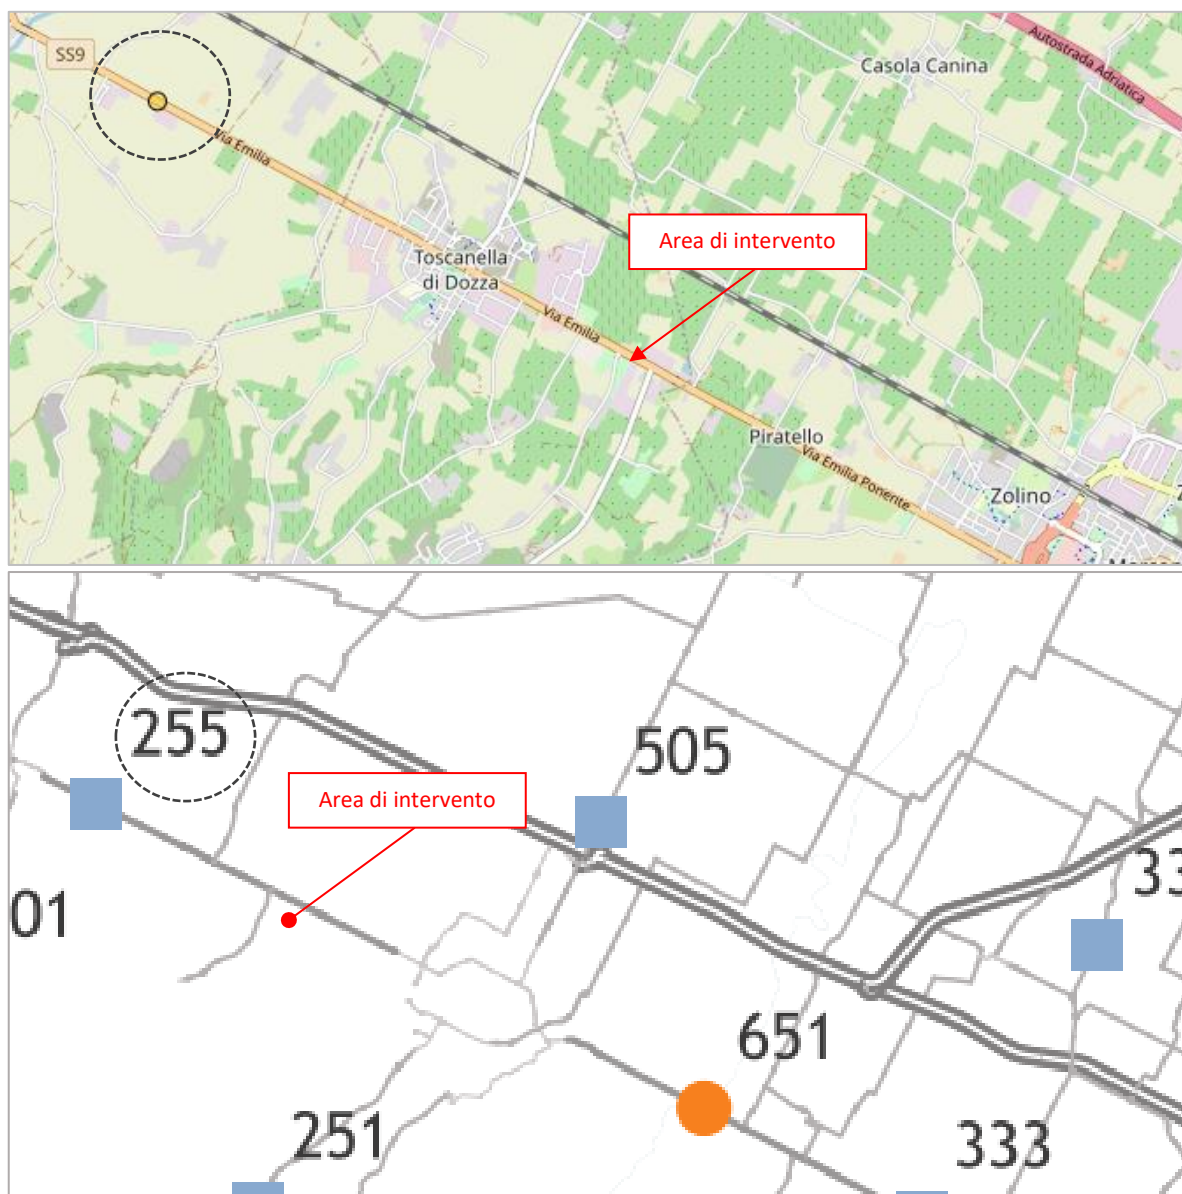 SS9
Casola Canina
Autostrada Adriatica
Via Emilia
Area di intervento
Toscanella
di Dozza
Via Emilia
Piratello
Via Emilia Ponente
Zolino
255
505
Area di intervento
33
01
651
251
333